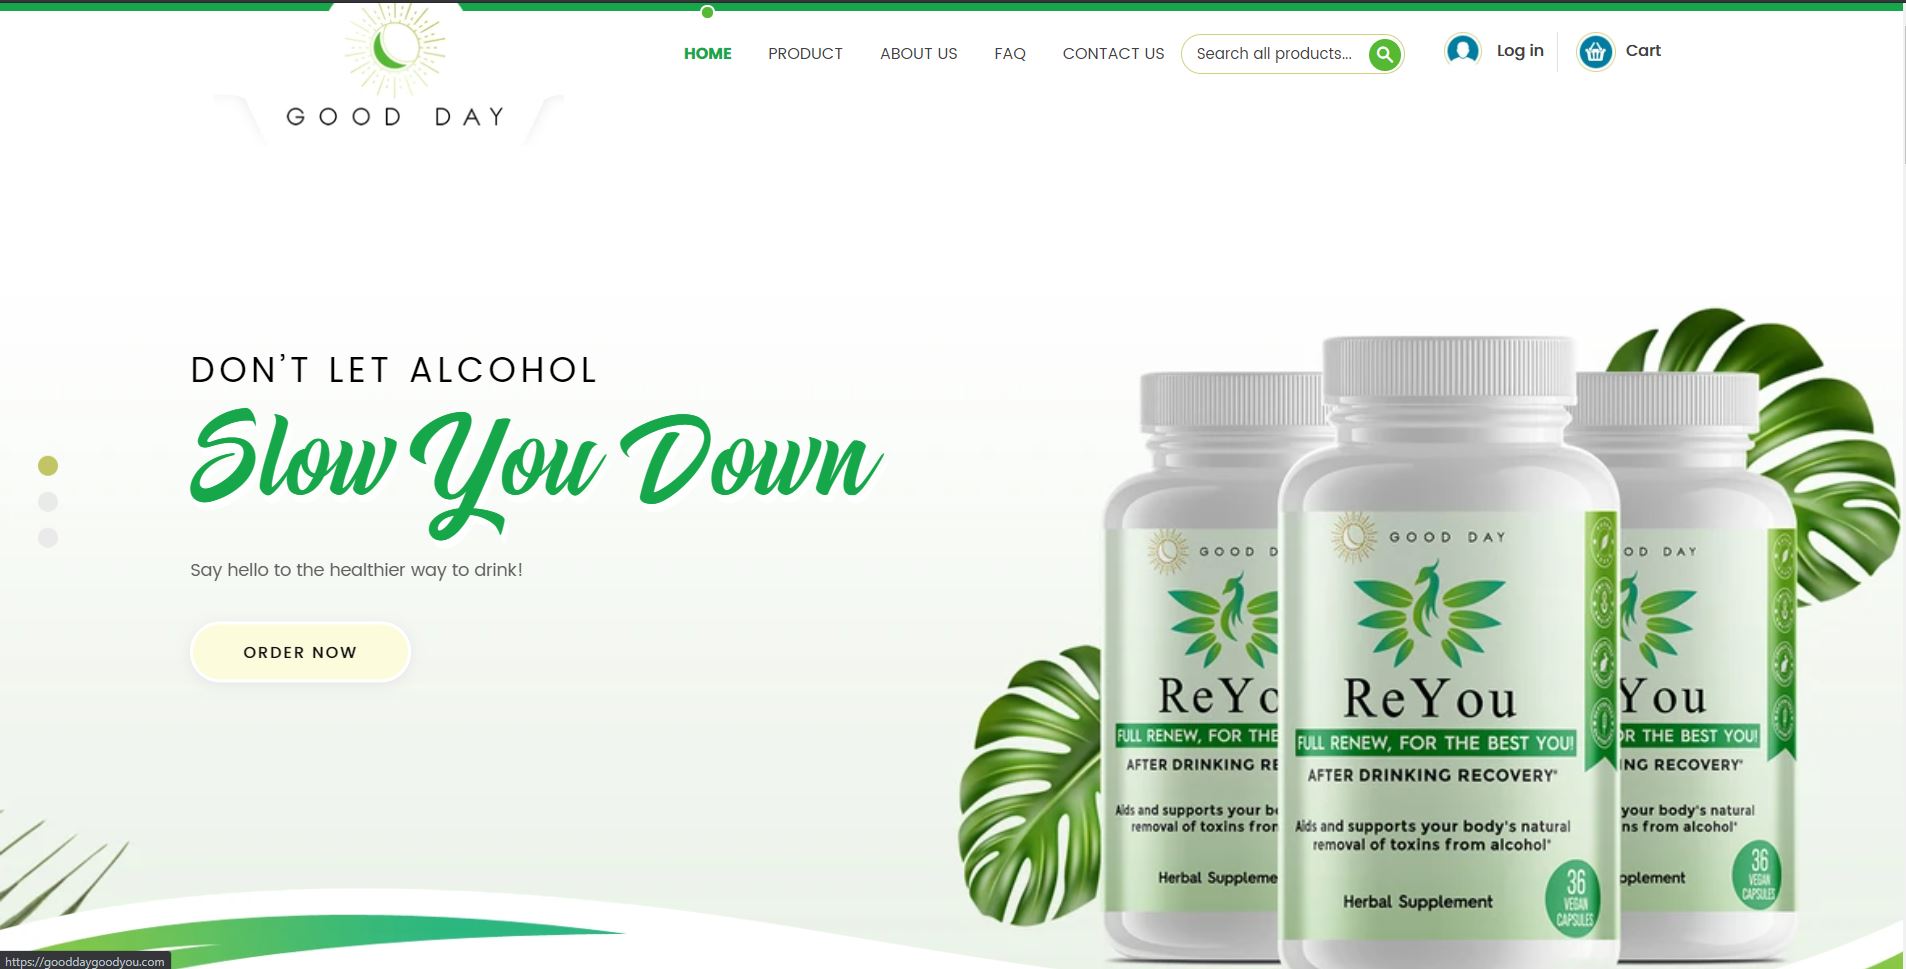 GOOD DAY
HOME
PRODUCT
ABOUT US
FAQ
CONTACT US
Search all products...
Log in
Cart
DON'T LET ALCOHOL
Slow You Down
Say hello to the healthier way to drink!
ORDER NOW
GOOD D
ReYo
FULL RENEW, FOR THE
AFTER DRINKING RE
Aids and supports your bo
removal of toxins from
Herbal Suppleme
GOOD DAY
ReYou
FULL RENEW, FOR THE BEST YOU!
AFTER DRINKING RECOVERY*
Aids and supports your body's natural
removal of toxins from alcohol*
Herbal Supplement
36
VEGAN
CAPSULES
OD DAY
You
OR THE BEST YOU!
ING RECOVERY*
your body's natural
ns from alcohol*
pplement
36
VEGAN
CAPSULES
https://gooddaygoodyou.com